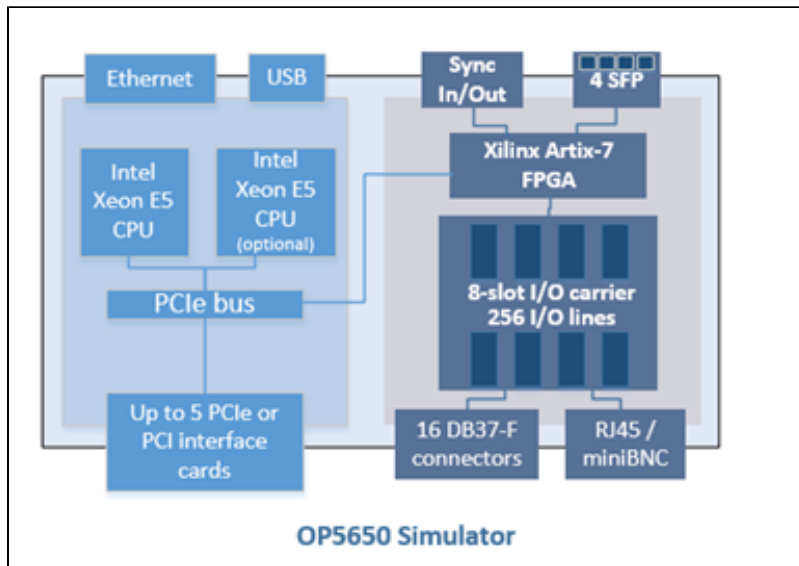 Ethernet
USB
Sync
In/Out
4 SFP
Intel
Xeon E5
CPU
Intel
Xeon E5
CPU
(optional)
Xilinx Artix-7
FPGA
PCIe bus
8-slot I/O carrier
256 I/O lines
Up to 5 PCIe or
PCI interface
cards
16 DB37-F
connectors
RJ45 /
miniBNC
OP5650 Simulator